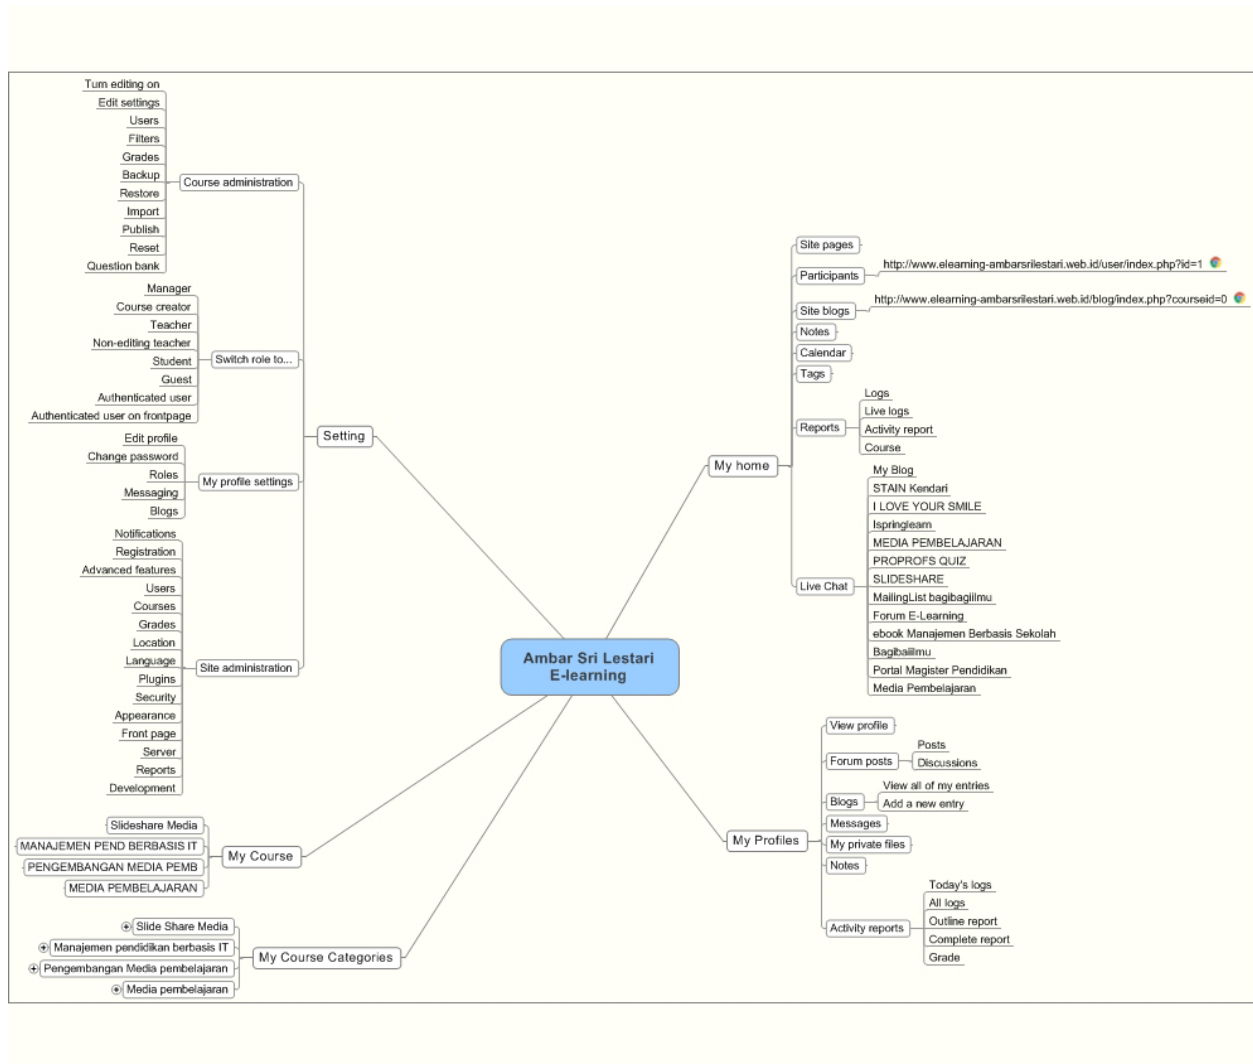 Turn editing on
Edit settings
Users
Filters
Grades
Backup
Restore
Import
Publish
Reset
Question bank
Course administration
Manager
Course creator
Teacher
Non-editing teacher
Student
Guest
Authenticated user
Authenticated user on frontpage
Switch role to...
Edit profile
Change password
Roles
Messaging
Blogs
My profile settings
Notifications
Registration
Advanced features
Users
Courses
Grades
Location
Language
Plugins
Security
Appearance
Front page
Server
Reports
Development
Site administration
Setting
Slideshare Media
MANAJEMEN PEND BERBASIS IT
PENGEMBANGAN MEDIA PEMB
MEDIA PEMBELAJARAN
My Course
Slide Share Media
Manajemen pendidikan berbasis IT
Pengembangan Media pembelajaran
Media pembelajaran
My Course Categories
Ambar Sri Lestari
E-learning
My home
Site pages
Participants
http://www.elearning-ambarsrilestari.web.id/user/index.php?id=1
Site blogs
http://www.elearning-ambarsrilestari.web.id/blog/index.php?courseid=0
Notes
Calendar
Tags
Reports
Logs
Live logs
Activity report
Course
Live Chat
My Blog
STAIN Kendari
I LOVE YOUR SMILE
Ispringlearn
MEDIA PEMBELAJARAN
PROPROFS QUIZ
SLIDESHARE
MailingList bagibagiilmu
Forum E-Learning
ebook Manajemen Berbasis Sekolah
Bagibaiilmu
Portal Magister Pendidikan
Media Pembelajaran
My Profiles
View profile
Forum posts
Posts
Discussions
Blogs
View all of my entries
Add a new entry
Messages
My private files
Notes
Activity reports
Today's logs
All logs
Outline report
Complete report
Grade